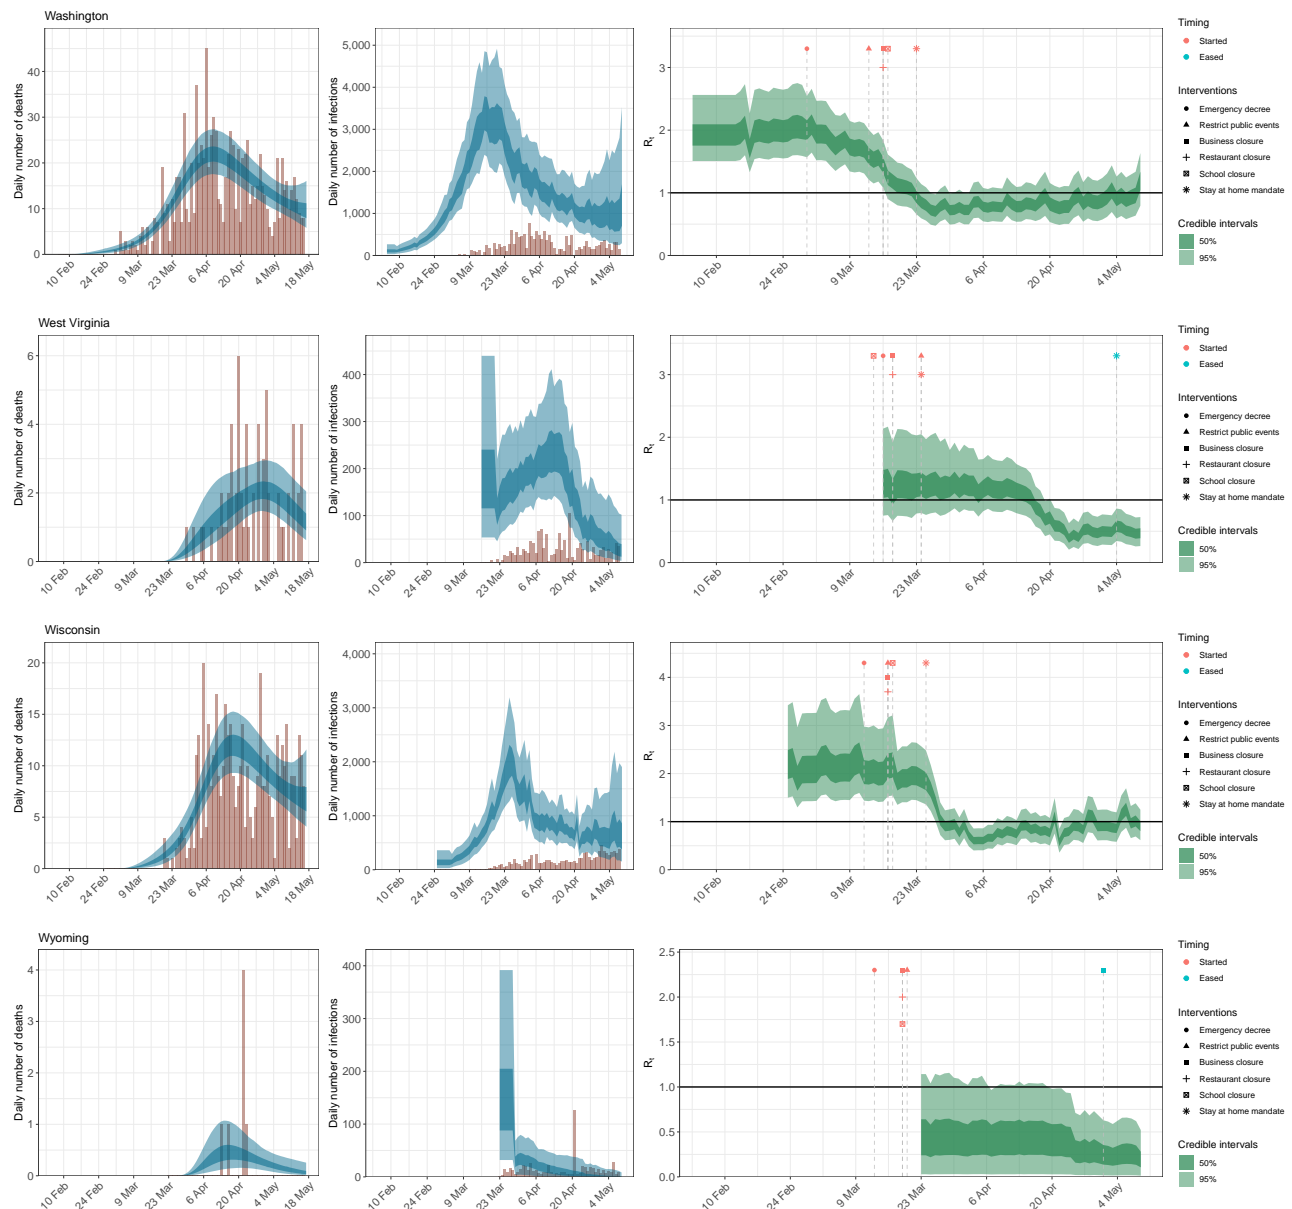 Washington
Daily number of deaths
40
30
20
10
0
10 Feb
24 Feb
9 Mar
23 Mar
6 Apr
20 Apr
4 May
18 May
Daily number of infections
5,000
4,000
3,000
2,000
1,000
0
10 Feb
24 Feb
9 Mar
23 Mar
6 Apr
20 Apr
4 May
Rt
3
2
1
0
10 Feb
24 Feb
9 Mar
23 Mar
6 Apr
20 Apr
4 May
Timing
Started
Eased
Interventions
Emergency decree
Restrict public events
Business closure
Restaurant closure
School closure
Stay at home mandate
Credible intervals
50%
95%
West Virginia
Daily number of deaths
6
4
2
0
10 Feb
24 Feb
9 Mar
23 Mar
6 Apr
20 Apr
4 May
18 May
Daily number of infections
400
300
200
100
0
10 Feb
24 Feb
9 Mar
23 Mar
6 Apr
20 Apr
4 May
Rt
3
2
1
0
10 Feb
24 Feb
9 Mar
23 Mar
6 Apr
20 Apr
4 May
Timing
Started
Eased
Interventions
Emergency decree
Restrict public events
Business closure
Restaurant closure
School closure
Stay at home mandate
Credible intervals
50%
95%
Wisconsin
Daily number of deaths
20
15
10
5
0
10 Feb
24 Feb
9 Mar
23 Mar
6 Apr
20 Apr
4 May
18 May
Daily number of infections
4,000
3,000
2,000
1,000
0
10 Feb
24 Feb
9 Mar
23 Mar
6 Apr
20 Apr
4 May
Rt
4
3
2
1
0
10 Feb
24 Feb
9 Mar
23 Mar
6 Apr
20 Apr
4 May
Timing
Started
Eased
Interventions
Emergency decree
Restrict public events
Business closure
Restaurant closure
School closure
Stay at home mandate
Credible intervals
50%
95%
Wyoming
Daily number of deaths
4
3
2
1
0
10 Feb
24 Feb
9 Mar
23 Mar
6 Apr
20 Apr
4 May
18 May
Daily number of infections
400
300
200
100
0
10 Feb
24 Feb
9 Mar
23 Mar
6 Apr
20 Apr
4 May
Rt
2.5
2.0
1.5
1.0
0.5
0.0
10 Feb
24 Feb
9 Mar
23 Mar
6 Apr
20 Apr
4 May
Timing
Started
Eased
Interventions
Emergency decree
Restrict public events
Business closure
Restaurant closure
School closure
Stay at home mandate
Credible intervals
50%
95%